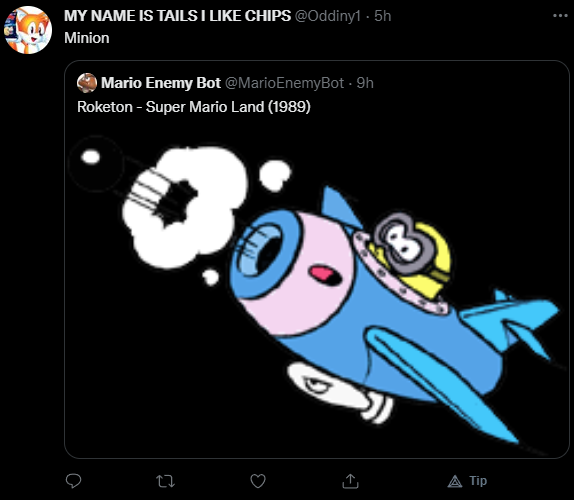 MY NAME IS TAILS I LIKE CHIPS @Oddiny1 · 5h
Minion
Mario Enemy Bot @MarioEnemyBot · 9h
Roketon - Super Mario Land (1989)
Tip